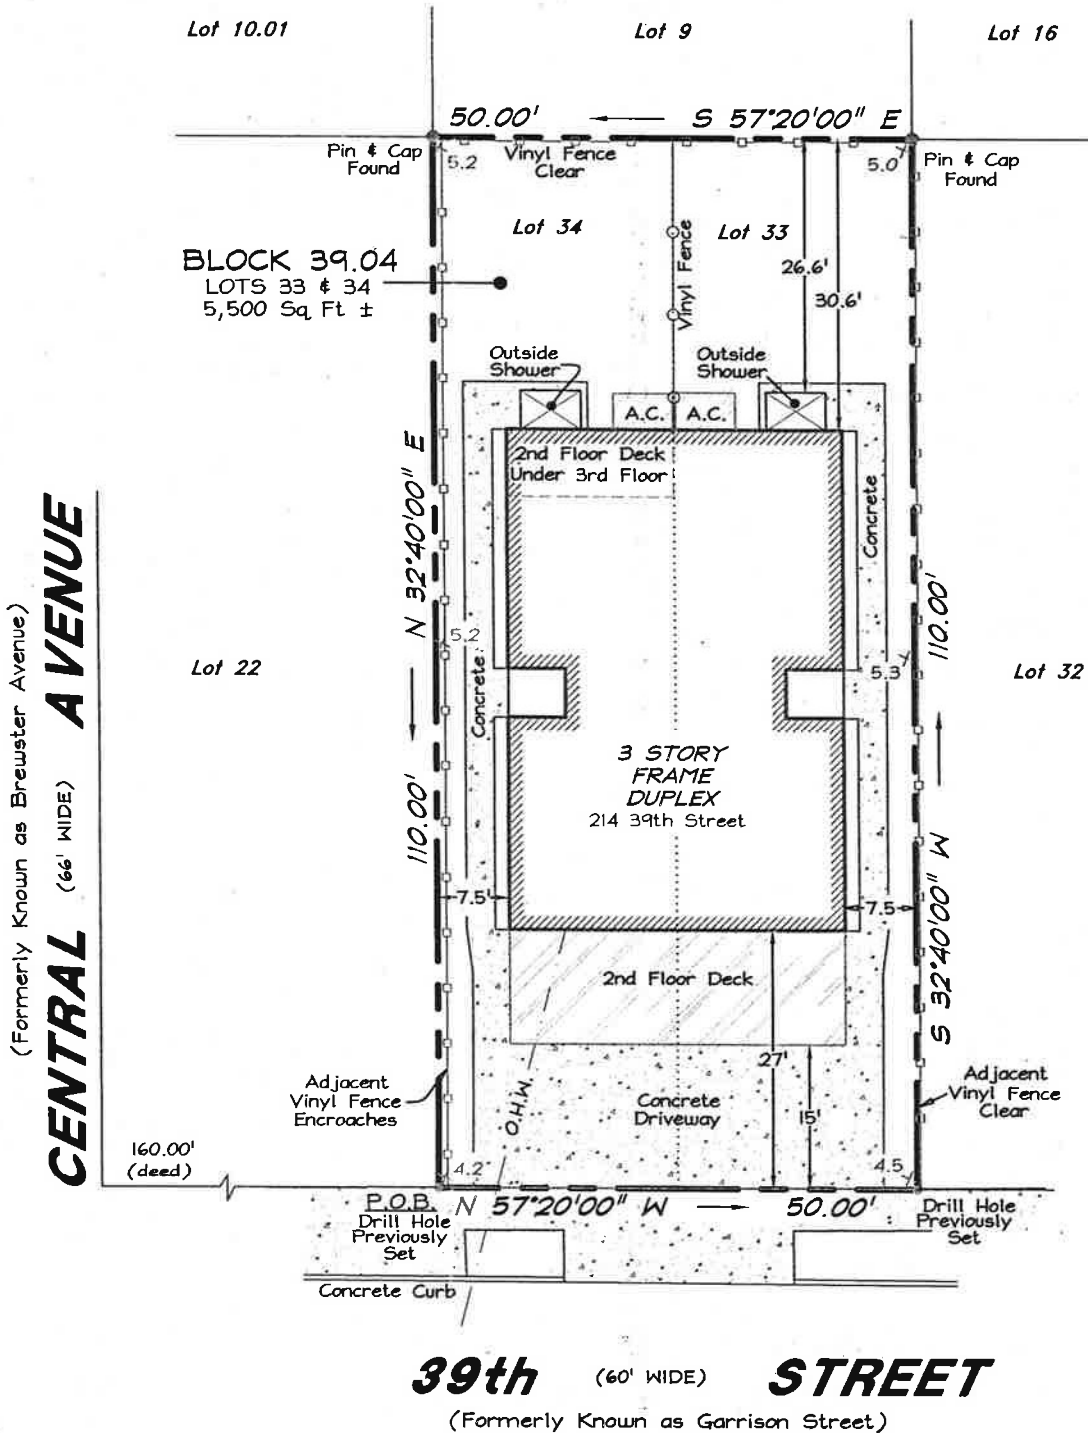 Lot 10.01
Lot 9
Lot 16
50.00'
S 57°20'00" E
Pin & Cap
Found
5.2
Vinyl Fence
Clear
5.0
Pin & Cap
Found
Lot 34
Lot 33
Vinyl Fence
26.6'
30.6'
BLOCK 39.04
LOTS 33 & 34
5,500 Sq Ft ±
Outside
Shower
Outside
Shower
A.C.
A.C.
2nd Floor Deck
Under 3rd Floor
Concrete
N 32°40'00" E
110.00'
5.2
Concrete
5.3
110.00'
S 32°40'00" W
Lot 22
Lot 32
3 STORY
FRAME
DUPLEX
214 39th Street
7.5'
7.5
2nd Floor Deck
27'
15'
O.H.W.
Concrete
Driveway
Adjacent
Vinyl Fence
Encroaches
Adjacent
Vinyl Fence
Clear
CENTRAL (66' WIDE) AVENUE
(Formerly Known as Brewster Avenue)
160.00'
(deed)
4.2
4.5
P.O.B.
Drill Hole
Previously
Set
N 57°20'00" W
50.00'
Drill Hole
Previously
Set
Concrete Curb
39th (60' WIDE) STREET
(Formerly Known as Garrison Street)